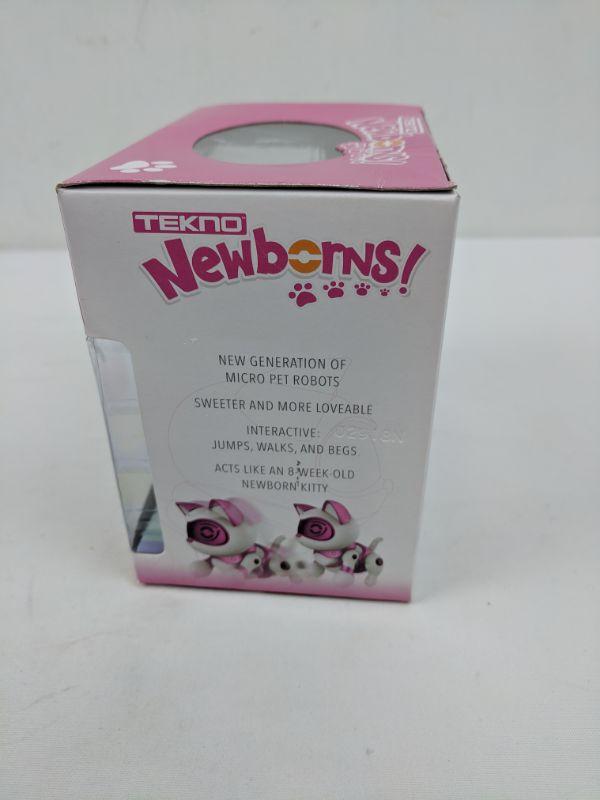 TEKNO
Newborns!
NEW GENERATION OF
MICRO PET ROBOTS
SWEETER AND MORE LOVEABLE
INTERACTIVE:
JUMPS, WALKS, AND BEGS
ACTS LIKE AN 8-WEEK-OLD
NEWBORN KITTY